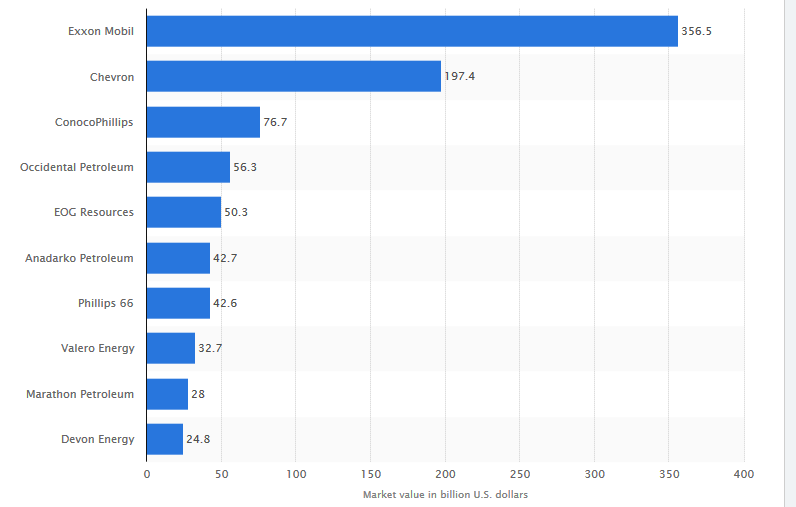 Exxon Mobil 356.5
Chevron 197.4
ConocoPhillips 76.7
Occidental Petroleum 56.3
EOG Resources 50.3
Anadarko Petroleum 42.7
Phillips 66 42.6
Valero Energy 32.7
Marathon Petroleum 28
Devon Energy 24.8
0 50 100 150 200 250 300 350 400
Market value in billion U.S. dollars